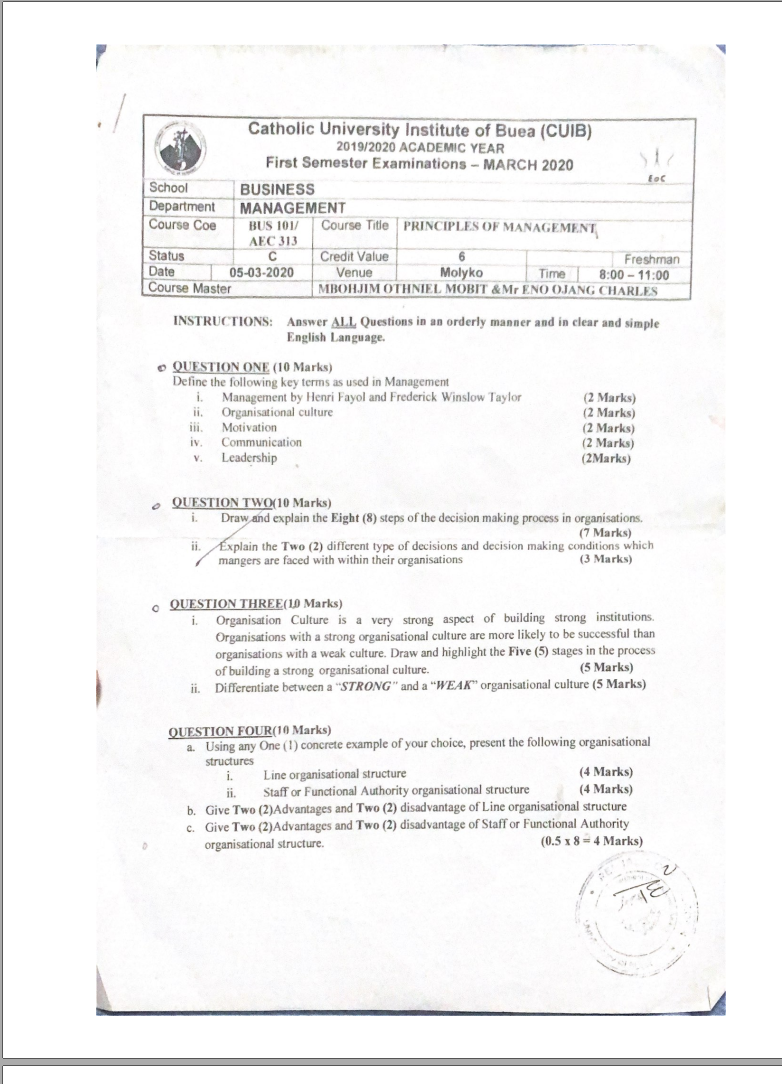 Catholic University Institute of Buea (CUIB)
2019/2020 ACADEMIC YEAR
First Semester Examinations – MARCH 2020
EoC
School BUSINESS
Department MANAGEMENT
Course Coe BUS 101/ AEC 313 Course Title PRINCIPLES OF MANAGEMENT
Status C Credit Value 6 Freshman
Date 05-03-2020 Venue Molyko Time 8:00 – 11:00
Course Master MBOHJIM OTHNIEL MOBIT &Mr ENO OJANG CHARLES
INSTRUCTIONS: Answer ALL Questions in an orderly manner and in clear and simple
English Language.
QUESTION ONE (10 Marks)
Define the following key terms as used in Management
i. Management by Henri Fayol and Frederick Winslow Taylor (2 Marks)
ii. Organisational culture (2 Marks)
iii. Motivation (2 Marks)
iv. Communication (2 Marks)
v. Leadership (2Marks)
QUESTION TWO(10 Marks)
i. Draw and explain the Eight (8) steps of the decision making process in organisations.
(7 Marks)
ii. Explain the Two (2) different type of decisions and decision making conditions which
mangers are faced with within their organisations (3 Marks)
QUESTION THREE(10 Marks)
i. Organisation Culture is a very strong aspect of building strong institutions.
Organisations with a strong organisational culture are more likely to be successful than
organisations with a weak culture. Draw and highlight the Five (5) stages in the process
of building a strong organisational culture. (5 Marks)
ii. Differentiate between a "STRONG" and a "WEAK" organisational culture (5 Marks)
QUESTION FOUR(10 Marks)
a. Using any One (1) concrete example of your choice, present the following organisational
structures
i. Line organisational structure (4 Marks)
ii. Staff or Functional Authority organisational structure (4 Marks)
b. Give Two (2)Advantages and Two (2) disadvantage of Line organisational structure
c. Give Two (2)Advantages and Two (2) disadvantage of Staff or Functional Authority
organisational structure. (0.5 x 8 = 4 Marks)